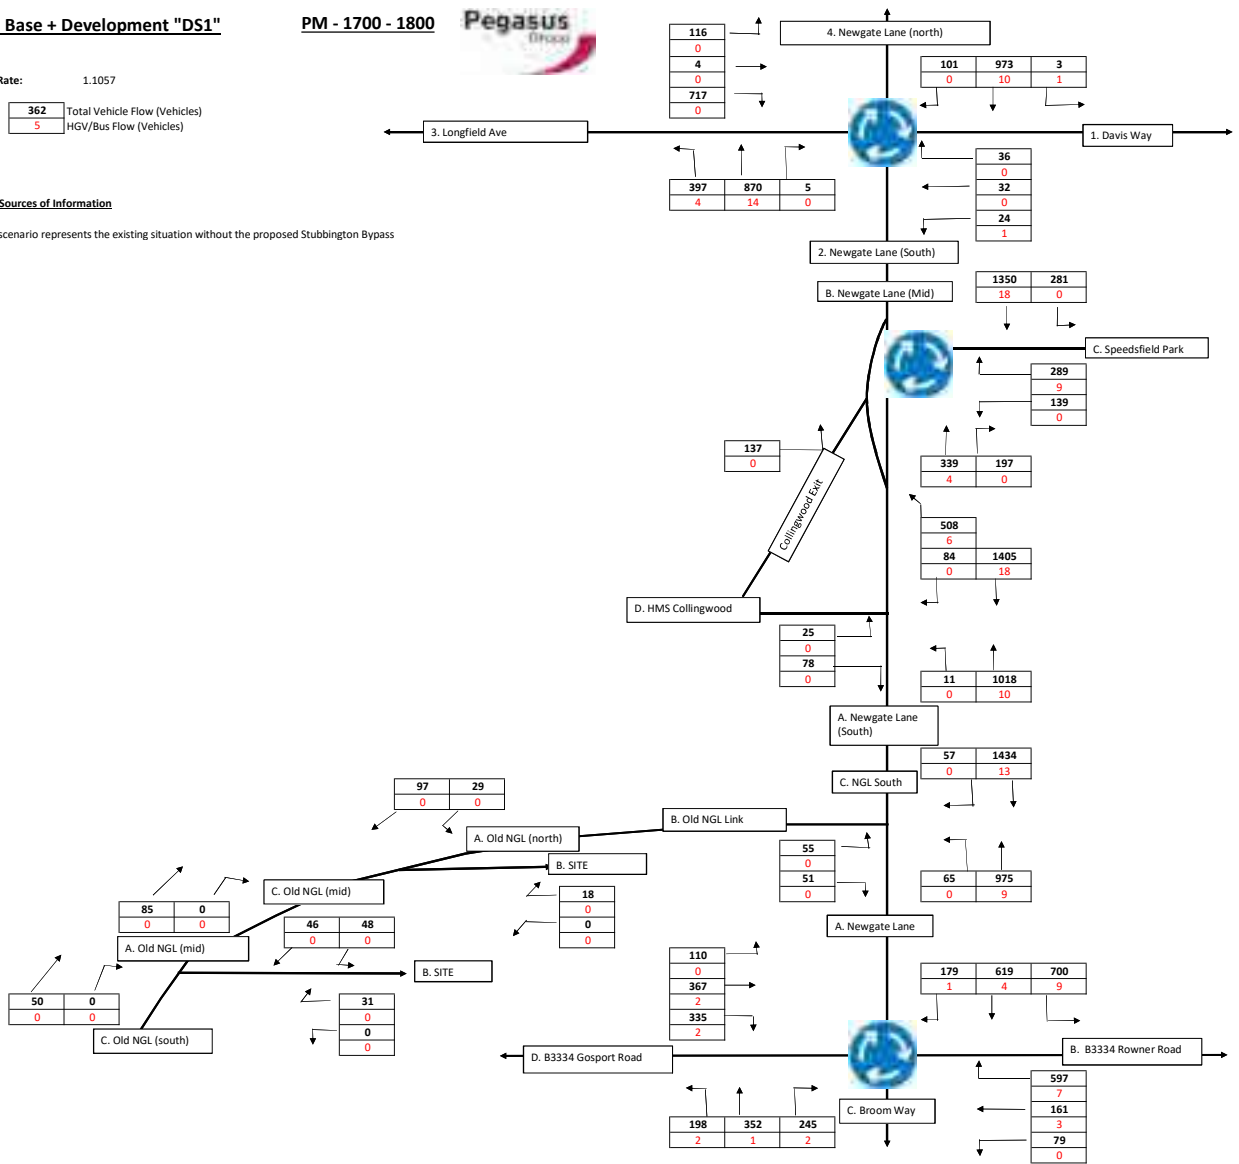 Base + Development "DS1"
PM - 1700 - 1800
Pegasus
Group
Rate: 1.1057
362 Total Vehicle Flow (Vehicles)
5 HGV/Bus Flow (Vehicles)
Sources of Information
scenario represents the existing situation without the proposed Stubbington Bypass
4. Newgate Lane (north)
116
0
4
0
717
0
101 973 3
0 10 1
3. Longfield Ave
1. Davis Way
397 870 5
4 14 0
36
0
32
0
24
1
2. Newgate Lane (South)
B. Newgate Lane (Mid)
1350 281
18 0
C. Speedsfield Park
289
9
139
0
137
0
339 197
4 0
Collingwood Exit
508
6
84 1405
0 18
D. HMS Collingwood
25
0
78
0
11 1018
0 10
A. Newgate Lane
(South)
57 1434
0 13
C. NGL South
97 29
0 0
B. Old NGL Link
A. Old NGL (north)
55
0
51
0
65 975
0 9
B. SITE
C. Old NGL (mid)
18
0
0
0
85 0
0 0
46 48
0 0
A. Newgate Lane
A. Old NGL (mid)
B. SITE
110
0
367
2
335
2
179 619 700
1 4 9
50 0
0 0
31
0
0
0
C. Old NGL (south)
D. B3334 Gosport Road
B. B3334 Rowner Road
597
7
161
3
79
0
C. Broom Way
198 352 245
2 1 2